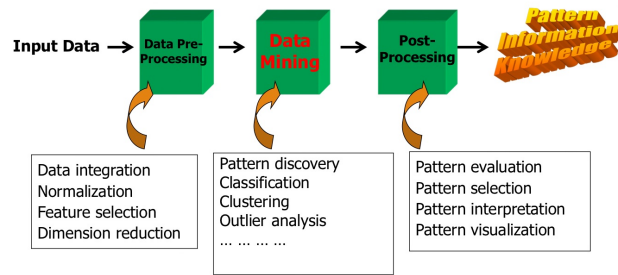 Input Data
Data Pre-
Processing
Data
Mining
Post-
Processing
Pattern
Information
Knowledge
Data integration
Normalization
Feature selection
Dimension reduction
Pattern discovery
Classification
Clustering
Outlier analysis
… … … …
Pattern evaluation
Pattern selection
Pattern interpretation
Pattern visualization